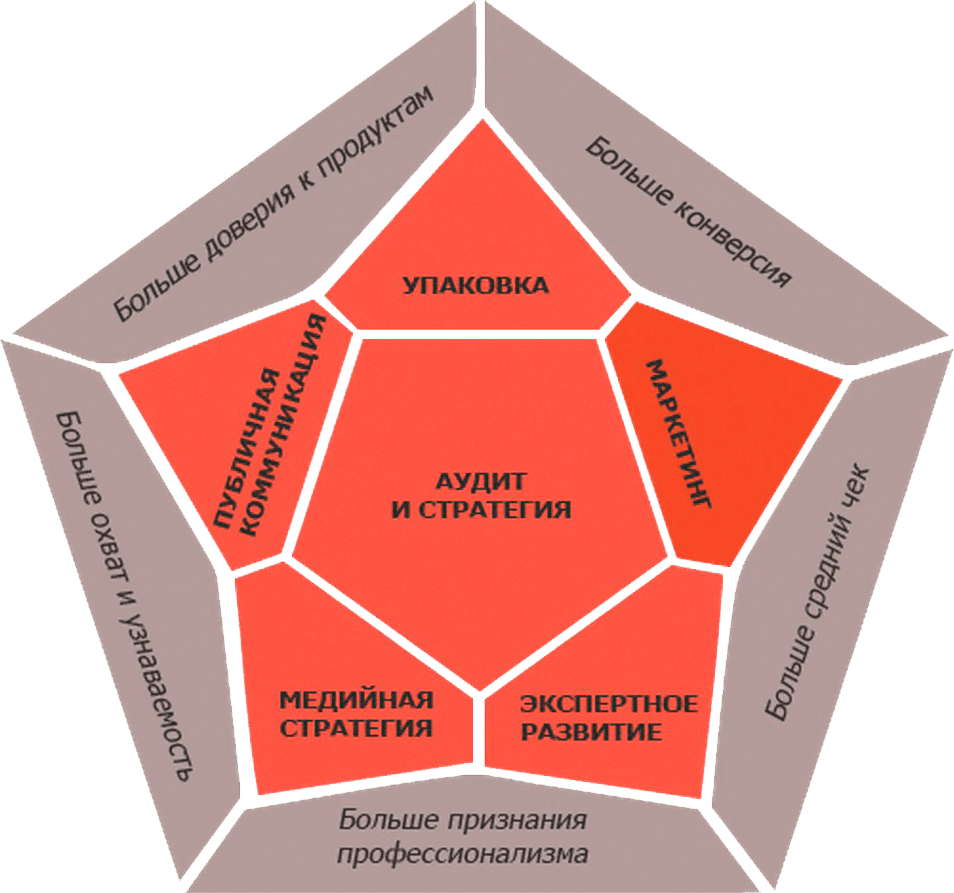 Больше доверия к продуктам
Больше конверсия
УПАКОВКА
ПУБЛИЧНАЯ
КОММУНИКАЦИЯ
МАРКЕТИНГ
АУДИТ
И СТРАТЕГИЯ
Больше охват и узнаваемость
Больше средний чек
МЕДИЙНАЯ
СТРАТЕГИЯ
ЭКСПЕРТНОЕ
РАЗВИТИЕ
Больше признания
профессионализма